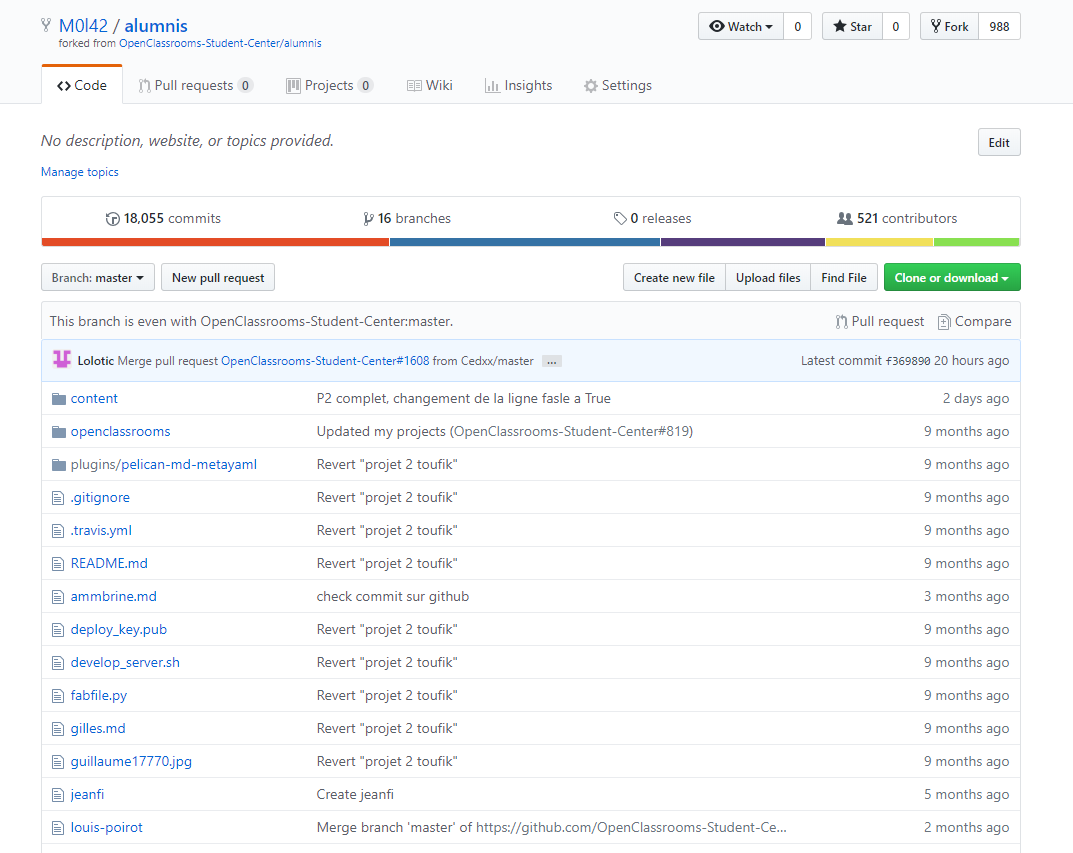 M0l42 / alumnis Watch 0 Star 0 Fork 988
forked from OpenClassrooms-Student-Center/alumnis
Code Pull requests 0 Projects 0 Wiki Insights Settings
No description, website, or topics provided. Edit
Manage topics
18,055 commits 16 branches 0 releases 521 contributors
Branch: master New pull request Create new file Upload files Find File Clone or download
This branch is even with OpenClassrooms-Student-Center:master. Pull request Compare
Lolotic Merge pull request OpenClassrooms-Student-Center#1608 from Cedxx/master ... Latest commit f369890 20 hours ago
content P2 complet, changement de la ligne fasle a True 2 days ago
openclassrooms Updated my projects (OpenClassrooms-Student-Center#819) 9 months ago
plugins/pelican-md-metayaml Revert "projet 2 toufik" 9 months ago
.gitignore Revert "projet 2 toufik" 9 months ago
.travis.yml Revert "projet 2 toufik" 9 months ago
README.md Revert "projet 2 toufik" 9 months ago
ammbrine.md check commit sur github 3 months ago
deploy_key.pub Revert "projet 2 toufik" 9 months ago
develop_server.sh Revert "projet 2 toufik" 9 months ago
fabfile.py Revert "projet 2 toufik" 9 months ago
gilles.md Revert "projet 2 toufik" 9 months ago
guillaume17770.jpg Revert "projet 2 toufik" 9 months ago
jeanfi Create jeanfi 5 months ago
louis-poirot Merge branch 'master' of https://github.com/OpenClassrooms-Student-Ce... 2 months ago